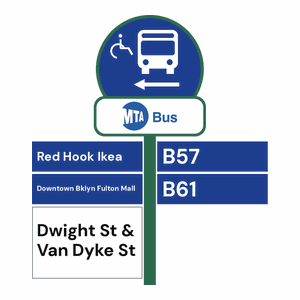 MTA Bus
Red Hook Ikea B57
Downtown Bklyn Fulton Mall B61
Dwight St &
Van Dyke St